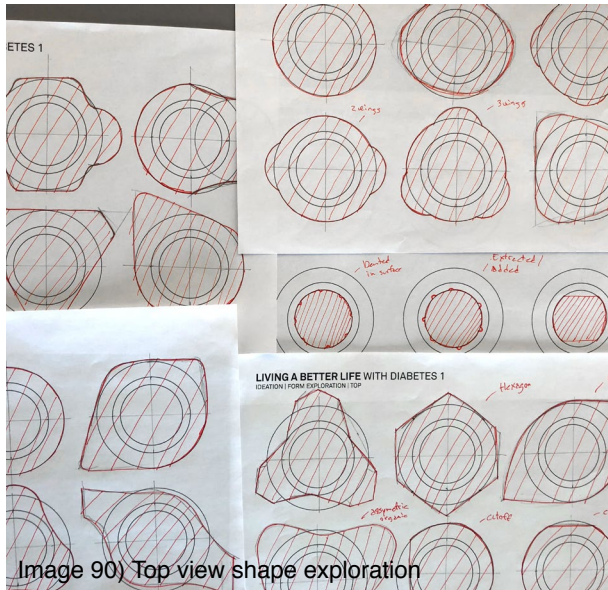 ETES 1
2 wings
3 wings
Dented
in surface
Extracted/
Added
LIVING A BETTER LIFE WITH DIABETES 1
IDEATION | FORM EXPLORATION | TOP
Hexagon
asymetric
organic
cutoff
Image 90) Top view shape exploration